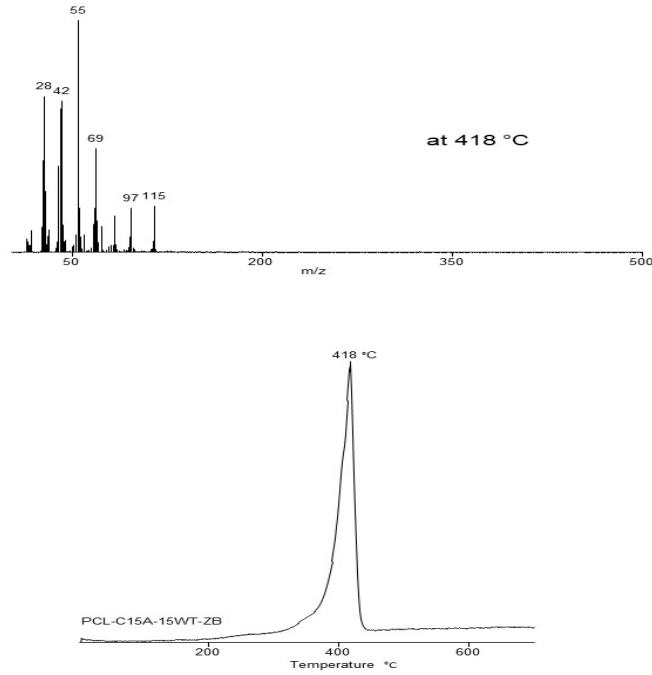 55
28 42
at 418 °C
69
97 115
50 200 350 500
m/z
418 °C
PCL-C15A-15WT-ZB
200 400 600
Temperature °C